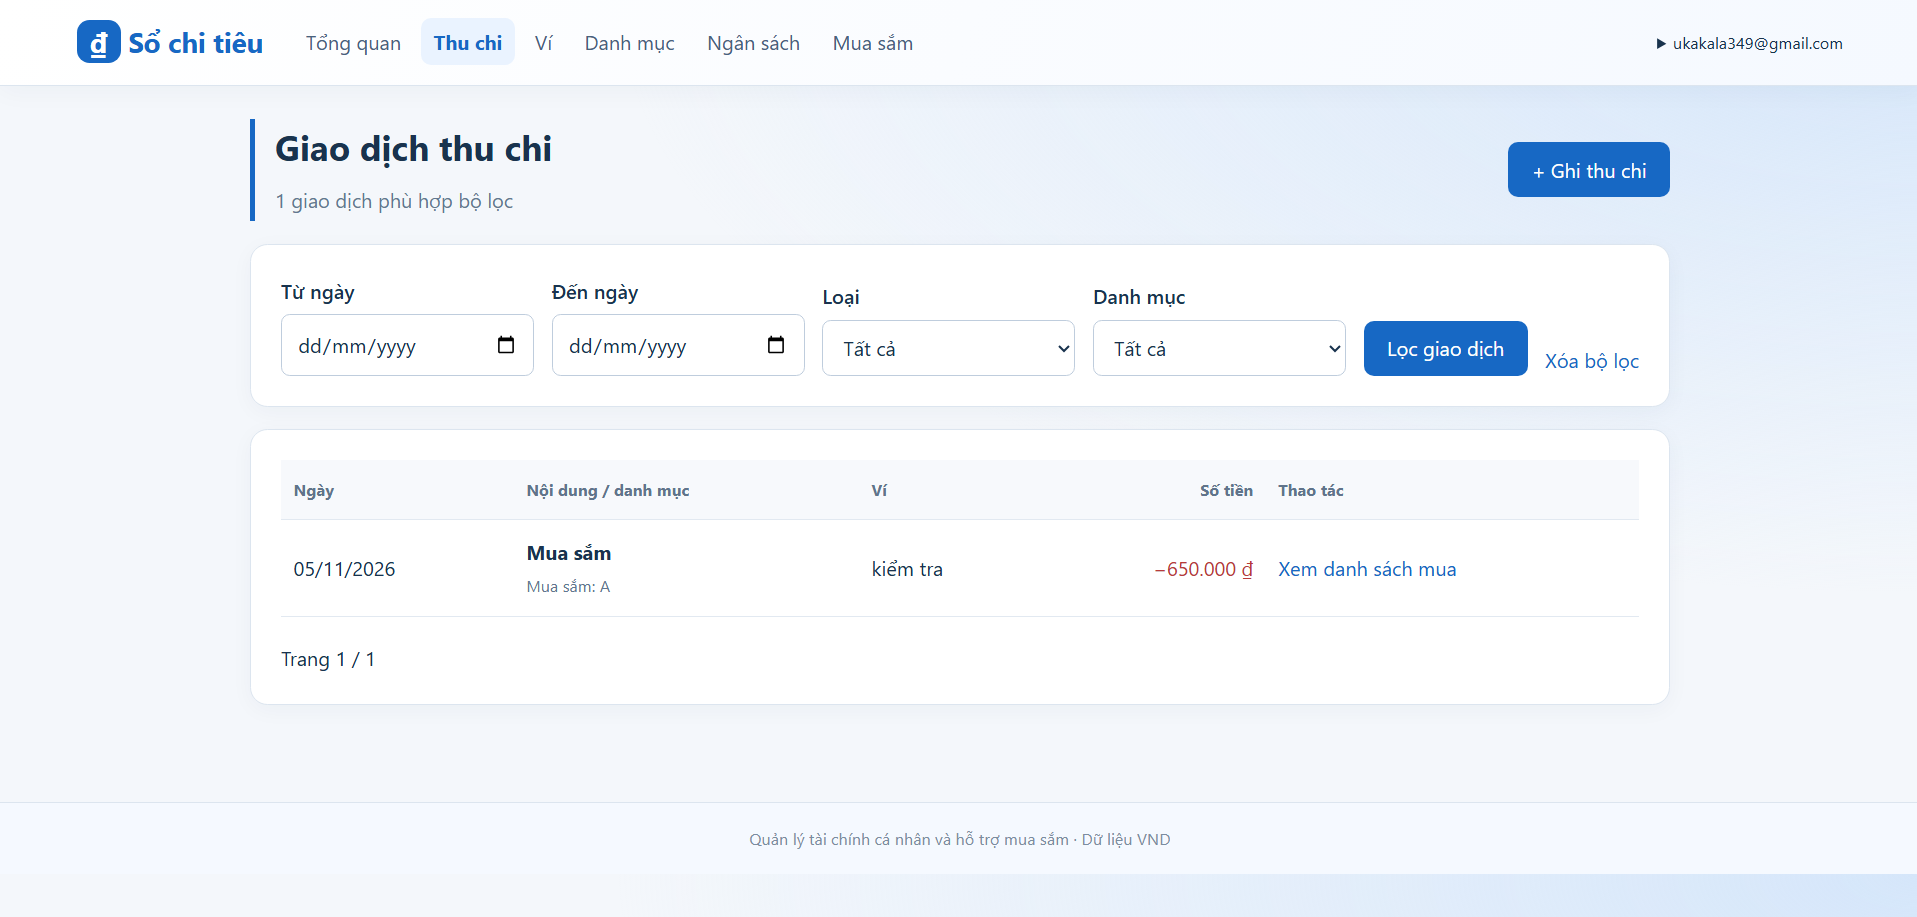 ₫ Sổ chi tiêu Tổng quan Thu chi Ví Danh mục Ngân sách Mua sắm ▶ ukakala349@gmail.com
Giao dịch thu chi
1 giao dịch phù hợp bộ lọc
+ Ghi thu chi
Từ ngày Đến ngày Loại Danh mục
dd/mm/yyyy dd/mm/yyyy Tất cả Tất cả Lọc giao dịch Xóa bộ lọc
Ngày Nội dung / danh mục Ví Số tiền Thao tác
05/11/2026 Mua sắm kiểm tra −650.000 ₫ Xem danh sách mua
Mua sắm: A
Trang 1 / 1
Quản lý tài chính cá nhân và hỗ trợ mua sắm · Dữ liệu VND